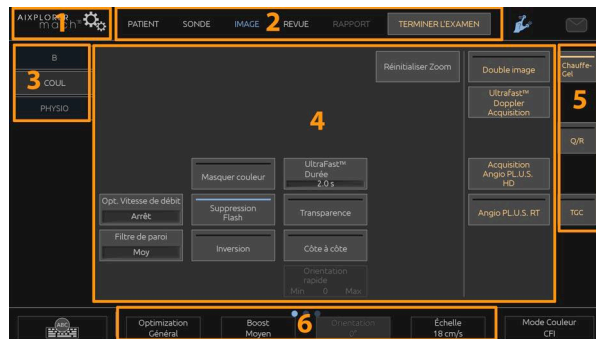 AIXPLORER
mach
1
PATIENT SONDE IMAGE 2 REVUE RAPPORT TERMINER L'EXAMEN
B
3
COUL
PHYSIO
Réinitialiser Zoom
Double image
Chauffe-
Gel
Ultrafast™
Doppler
Acquisition
5
4
Q/R
Masquer couleur
UltraFast™
Durée
2.0 s
Acquisition
Angio PL.U.S.
HD
Opt. Vitesse de débit
Arrêt
Suppression
Flash
Transparence
Angio PL.U.S. RT
TGC
Filtre de paroi
Moy
Inversion
Côte à côte
Orientation
rapide
Min 0 Max
ABC
Optimization
Général
Boost
Moyen
6
Orientation
0°
Échelle
18 cm/s
Mode Couleur
CFI